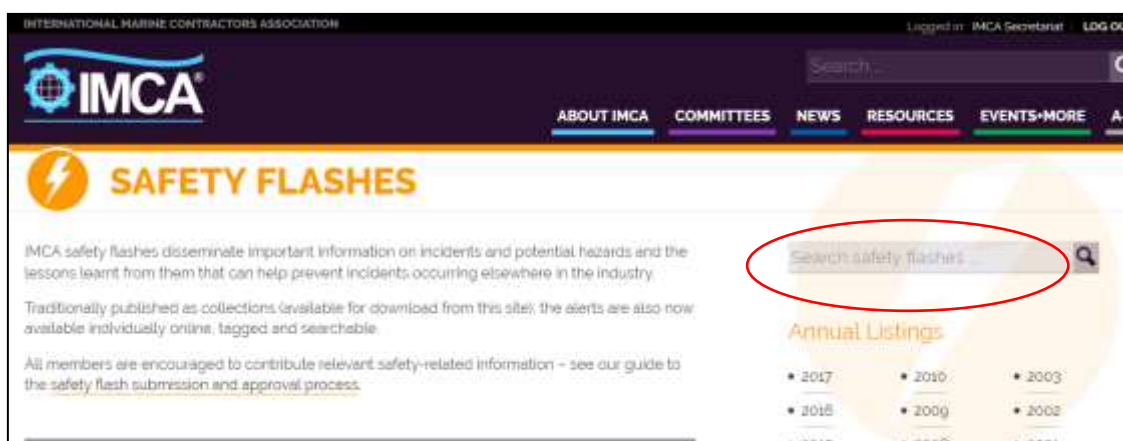 INTERNATIONAL MARINE CONTRACTORS ASSOCIATION
Logged in: IMCA Secretariat
LOG OU
Search ...
IMCA®
ABOUT IMCA COMMITTEES NEWS RESOURCES EVENTS+MORE A-
SAFETY FLASHES
IMCA safety flashes disseminate important information on incidents and potential hazards and the
lessons learnt from them that can help prevent incidents occurring elsewhere in the industry.
Traditionally published as collections (available for download from this site), the alerts are also now
available individually online, tagged and searchable.
All members are encouraged to contribute relevant safety-related information – see our guide to
the safety flash submission and approval process.
Search safety flashes ...
Annual Listings
• 2017 • 2010 • 2003
• 2016 • 2009 • 2002